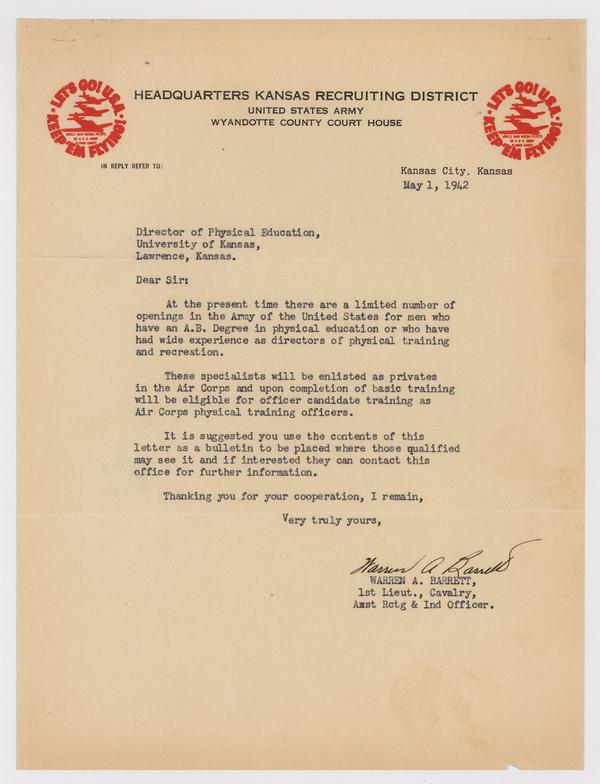 LET'S GO! U.S.A.
KEEP 'EM FLYING!
HEADQUARTERS KANSAS RECRUITING DISTRICT
UNITED STATES ARMY
WYANDOTTE COUNTY COURT HOUSE
LET'S GO! U.S.A.
KEEP 'EM FLYING!
IN REPLY REFER TO:
Kansas City, Kansas
May 1, 1942
Director of Physical Education,
University of Kansas,
Lawrence, Kansas.
Dear Sir:
At the present time there are a limited number of
openings in the Army of the United States for men who
have an A.B. Degree in physical education or who have
had wide experience as directors of physical training
and recreation.
These specialists will be enlisted as privates
in the Air Corps and upon completion of basic training
will be eligible for officer candidate training as
Air Corps physical training officers.
It is suggested you use the contents of this
letter as a bulletin to be placed where those qualified
may see it and if interested they can contact this
office for further information.
Thanking you for your cooperation, I remain,
Very truly yours,
Warren A Barrett
WARREN A. BARRETT,
1st Lieut., Cavalry,
Asst Rctg & Ind Officer.